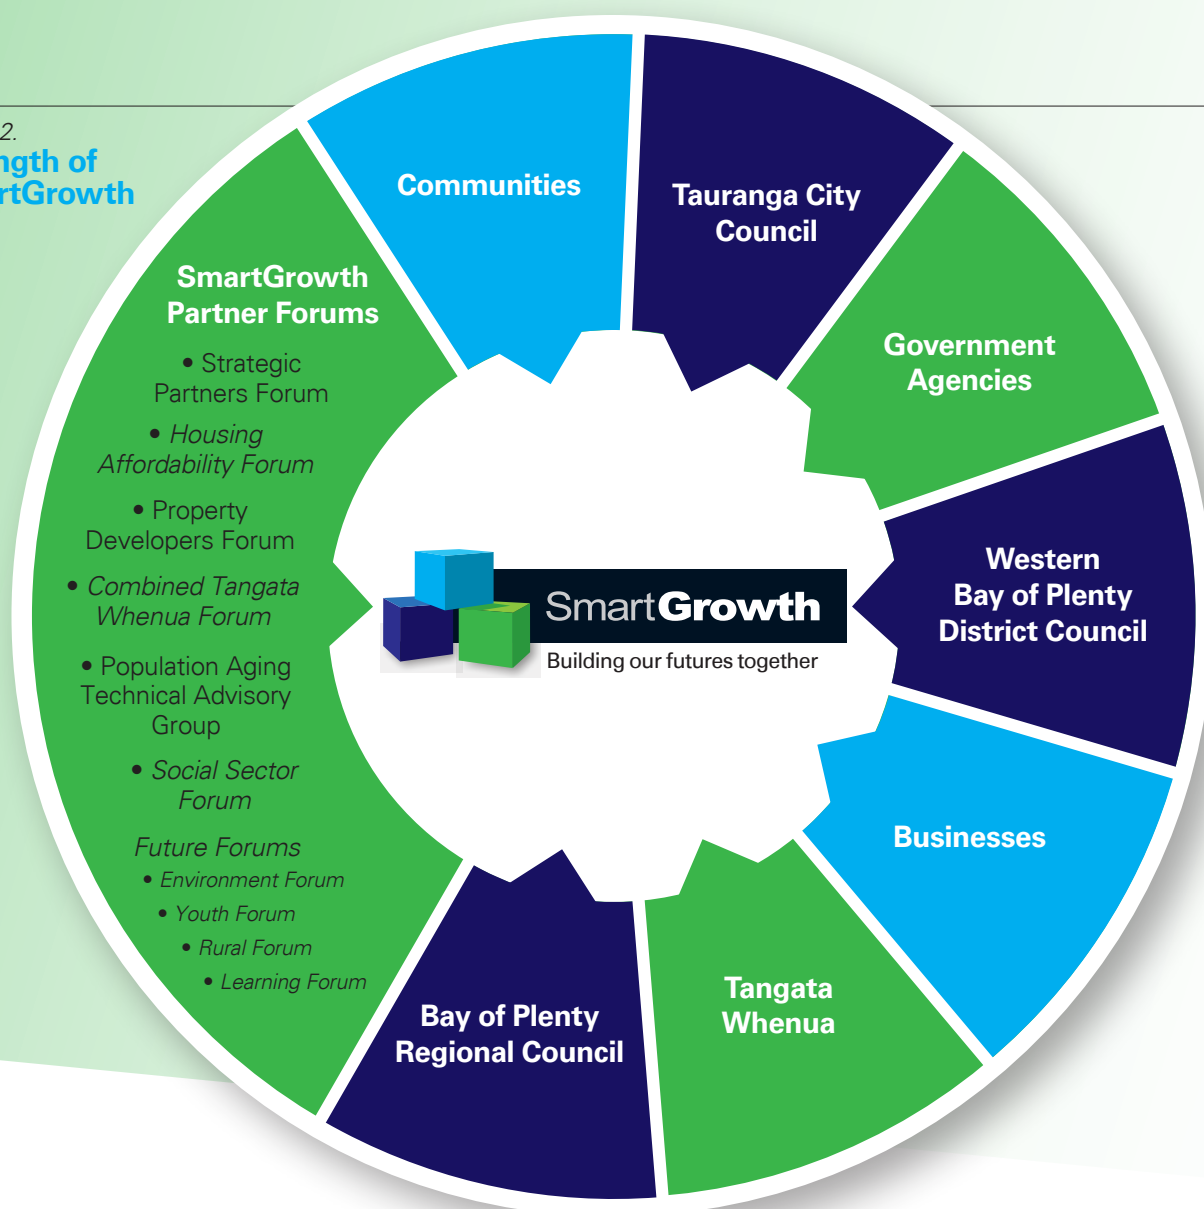 2.
of
Communities
Tauranga City
Council
SmartGrowth
Partner Forums
• Strategic
Partners Forum
• Housing
Affordability Forum
• Property
Developers Forum
• Combined Tangata
Whenua Forum
• Population Aging
Technical Advisory
Group
• Social Sector
Forum
Future Forums
• Environment Forum
• Youth Forum
• Rural Forum
• Learning Forum
Government
Agencies
Western
Bay of Plenty
District Council
SmartGrowth
Building our futures together
Businesses
Tangata
Whenua
Bay of Plenty
Regional Council